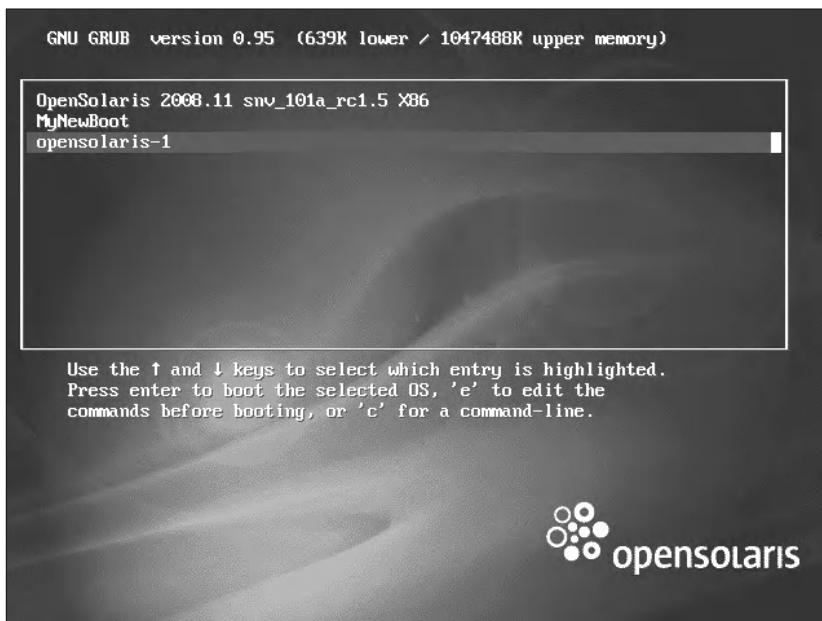 GNU GRUB version 0.95 (639K lower / 1047488K upper memory)
OpenSolaris 2008.11 snv_101a_rc1.5 X86
MyNewBoot
opensolaris-1
Use the ↑ and ↓ keys to select which entry is highlighted.
Press enter to boot the selected OS, 'e' to edit the
commands before booting, or 'c' for a command-line.
opensolaris